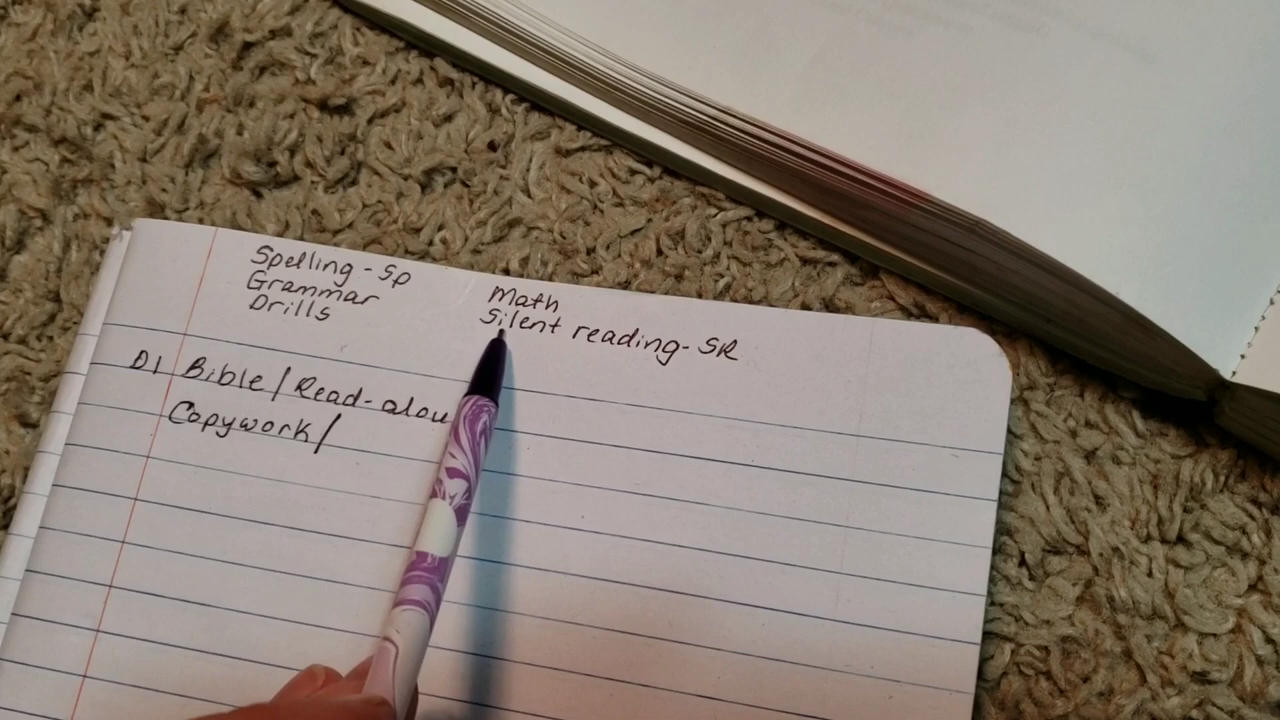 Spelling - Sp
Grammar
Drills
Math
Silent reading - SR
D1 Bible / Read-alou
Copywork /